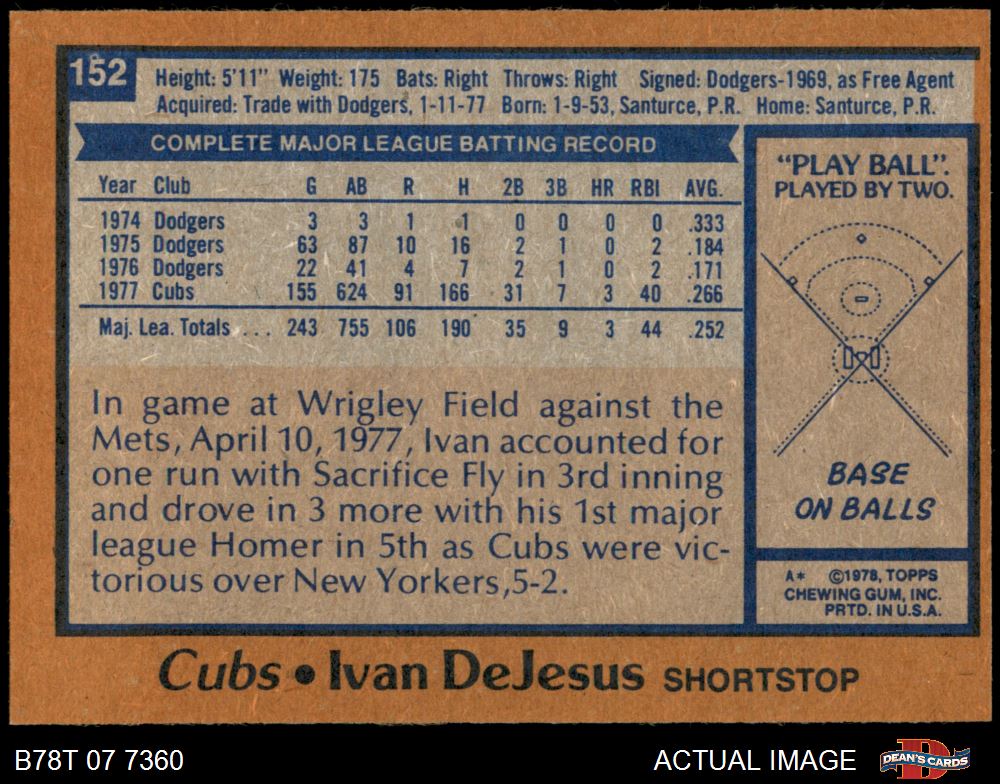 152
Height: 5'11" Weight: 175 Bats: Right Throws: Right Signed: Dodgers-1969, as Free Agent
Acquired: Trade with Dodgers, 1-11-77 Born: 1-9-53, Santurce, P.R. Home: Santurce, P.R.
COMPLETE MAJOR LEAGUE BATTING RECORD
Year Club G AB R H 2B 3B HR RBI AVG.
1974 Dodgers 3 3 1 1 0 0 0 0 .333
1975 Dodgers 63 87 10 16 2 1 0 2 .184
1976 Dodgers 22 41 4 7 2 1 0 2 .171
1977 Cubs 155 624 91 166 31 7 3 40 .266
Maj. Lea. Totals ... 243 755 106 190 35 9 3 44 .252
In game at Wrigley Field against the
Mets, April 10, 1977, Ivan accounted for
one run with Sacrifice Fly in 3rd inning
and drove in 3 more with his 1st major
league Homer in 5th as Cubs were vic-
torious over New Yorkers,5-2.
"PLAY BALL".
PLAYED BY TWO.
BASE
ON BALLS
A* ©1978, TOPPS
CHEWING GUM, INC.
PRTD. IN U.S.A.
Cubs • Ivan DeJesus SHORTSTOP
B78T 07 7360
ACTUAL IMAGE
DEAN'S CARDS